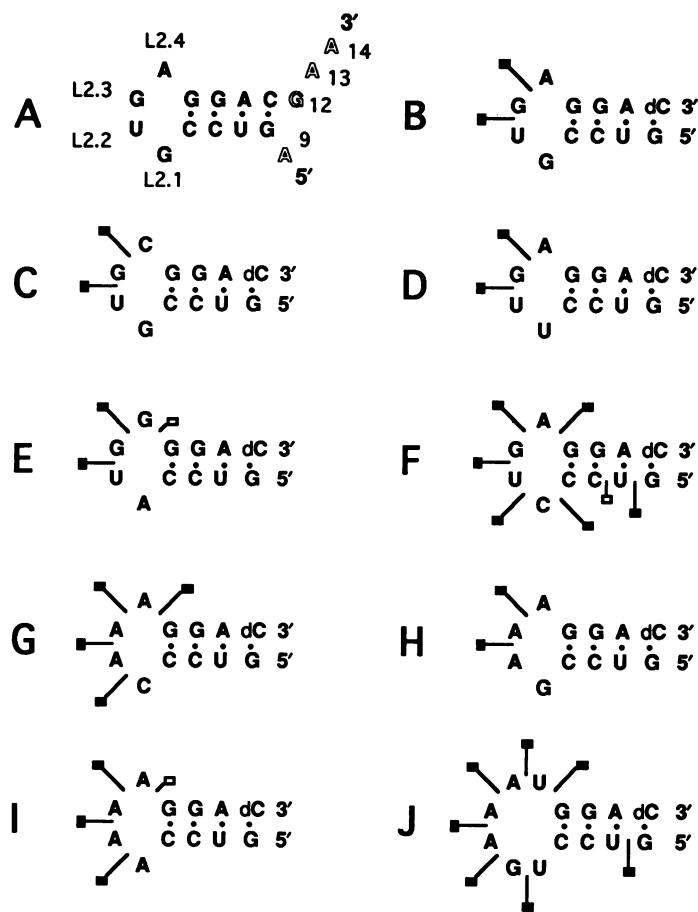 3′
L2.4 A 14
A A 13
L2.3 G G G A C G 12
A
L2.2 U C C U G 9
G A
L2.1 5′
A
G G G A dC 3′
B
U C C U G 5′
G
C
G G G A dC 3′
C
U C C U G 5′
G
A
G G G A dC 3′
D
U C C U G 5′
U
G
G G G A dC 3′
E
U C C U G 5′
A
A
G G G A dC 3′
F
U C C U G 5′
C
A
A G G A dC 3′
G
A C C U G 5′
C
A
A G G A dC 3′
H
A C C U G 5′
G
A
A G G A dC 3′
I
A C C U G 5′
A
A U
A G G A dC 3′
J
A C C U G 5′
G U